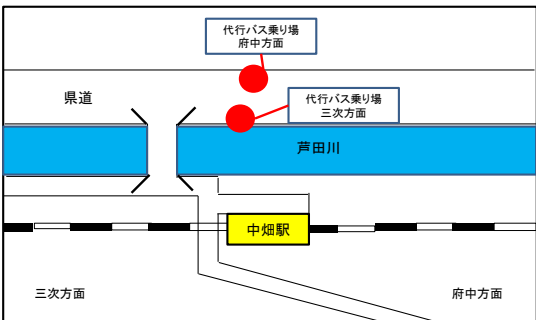 代行バス乗り場
府中方面
県道
代行バス乗り場
三次方面
芦田川
中畑駅
三次方面
府中方面